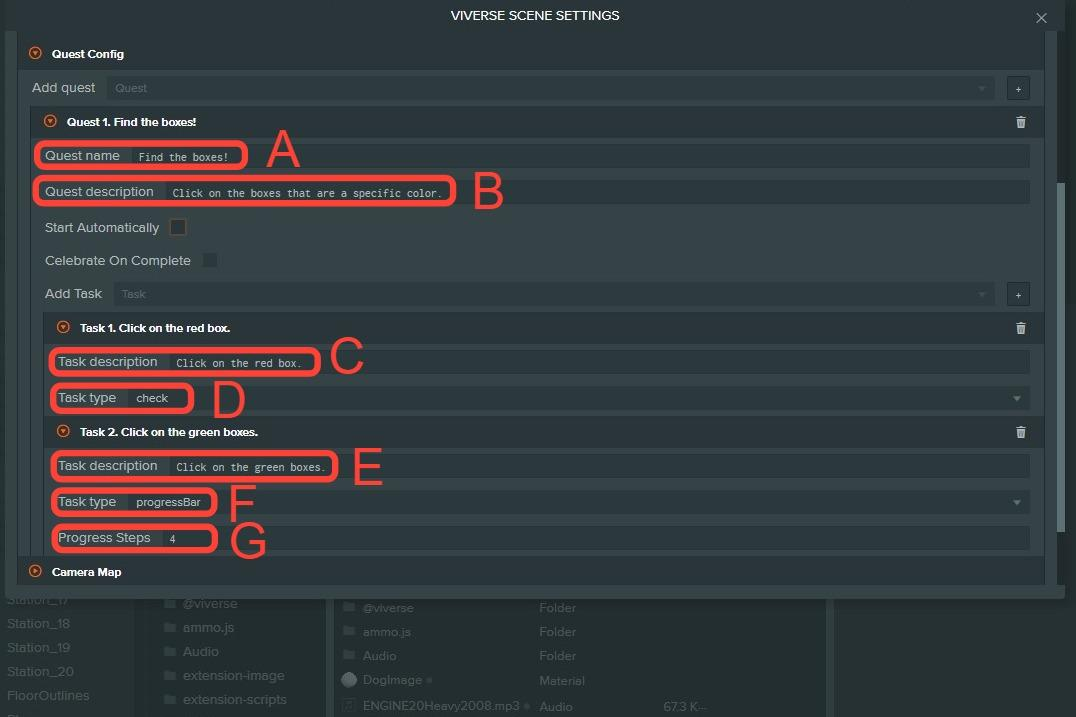 VIVERSE SCENE SETTINGS
Quest Config
Add quest Quest +
Quest 1. Find the boxes!
Quest name Find the boxes! A
Quest description Click on the boxes that are a specific color. B
Start Automatically
Celebrate On Complete
Add Task Task +
Task 1. Click on the red box.
Task description Click on the red box. C
Task type check D
Task 2. Click on the green boxes.
Task description Click on the green boxes. E
Task type progressBar F
Progress Steps 4 G
Camera Map
Station_17 @viverse @viverse Folder
Station_18 ammo.js ammo.js Folder
Station_19 Audio Audio Folder
Station_20 extension-image DogImage Material
FloorOutlines extension-scripts ENGINE20Heavy2008.mp3 Audio 67.3 K...